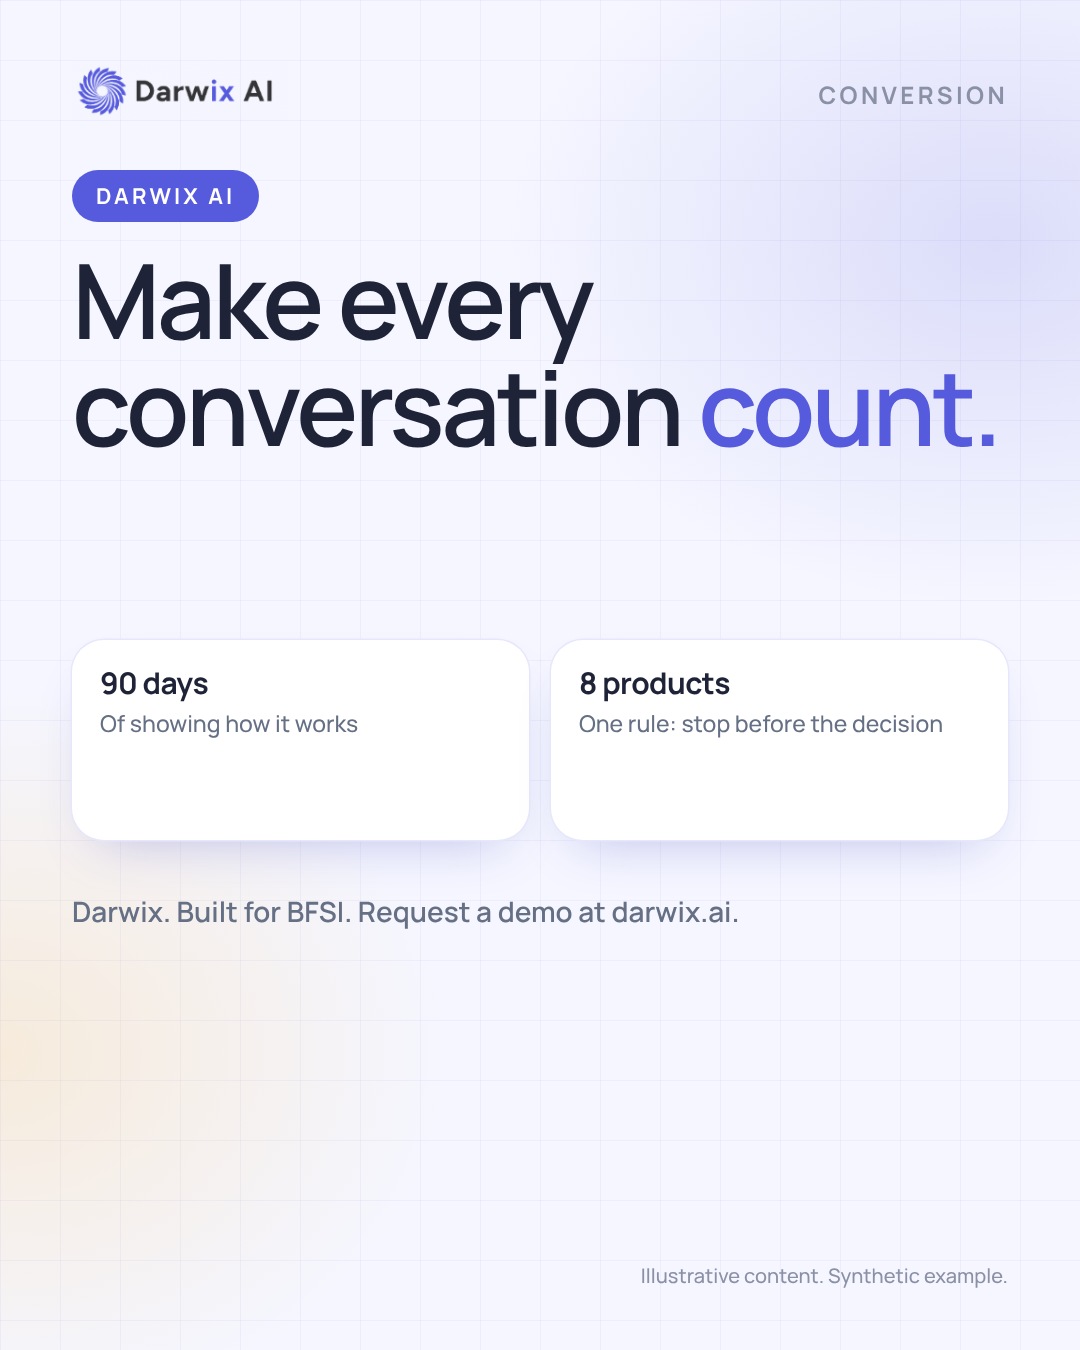 Darwix AI
CONVERSION
DARWIX AI
Make every
conversation count.
90 days
Of showing how it works
8 products
One rule: stop before the decision
Darwix. Built for BFSI. Request a demo at darwix.ai.
Illustrative content. Synthetic example.